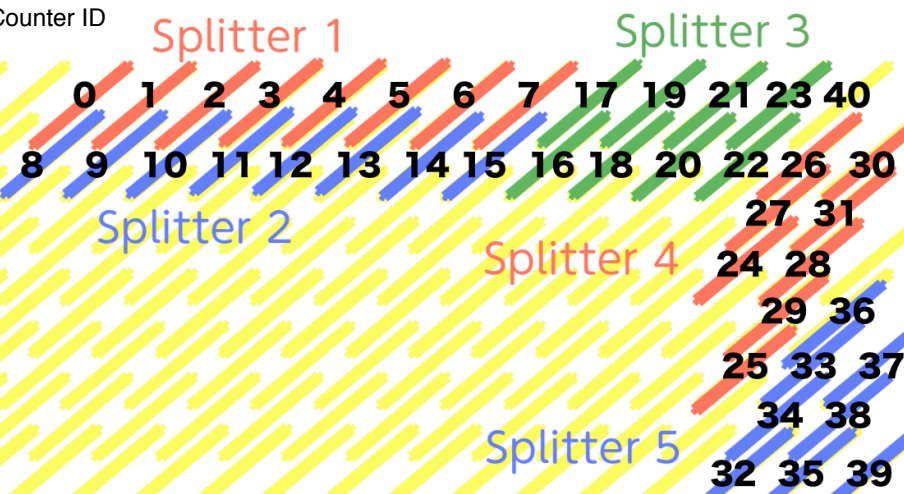 Counter ID
Splitter 1
Splitter 3
0 1 2 3 4 5 6 7 17 19 21 23 40
8 9 10 11 12 13 14 15 16 18 20 22 26 30
Splitter 2
27 31
Splitter 4
24 28
29 36
25 33 37
34 38
Splitter 5
32 35 39